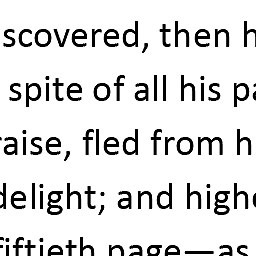 scovered, then h
spite of all his pa
raise, fled from h
delight; and highe
fiftieth page—as